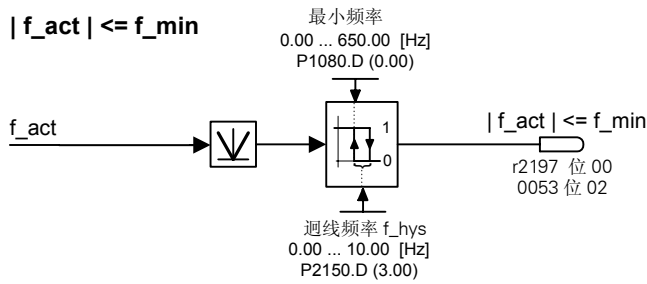 | f_act | <= f_min
最小频率
0.00 ... 650.00 [Hz]
P1080.D (0.00)
f_act
1
0
| f_act | <= f_min
r2197 位 00
0053 位 02
迥线频率 f_hys
0.00 ... 10.00 [Hz]
P2150.D (3.00)